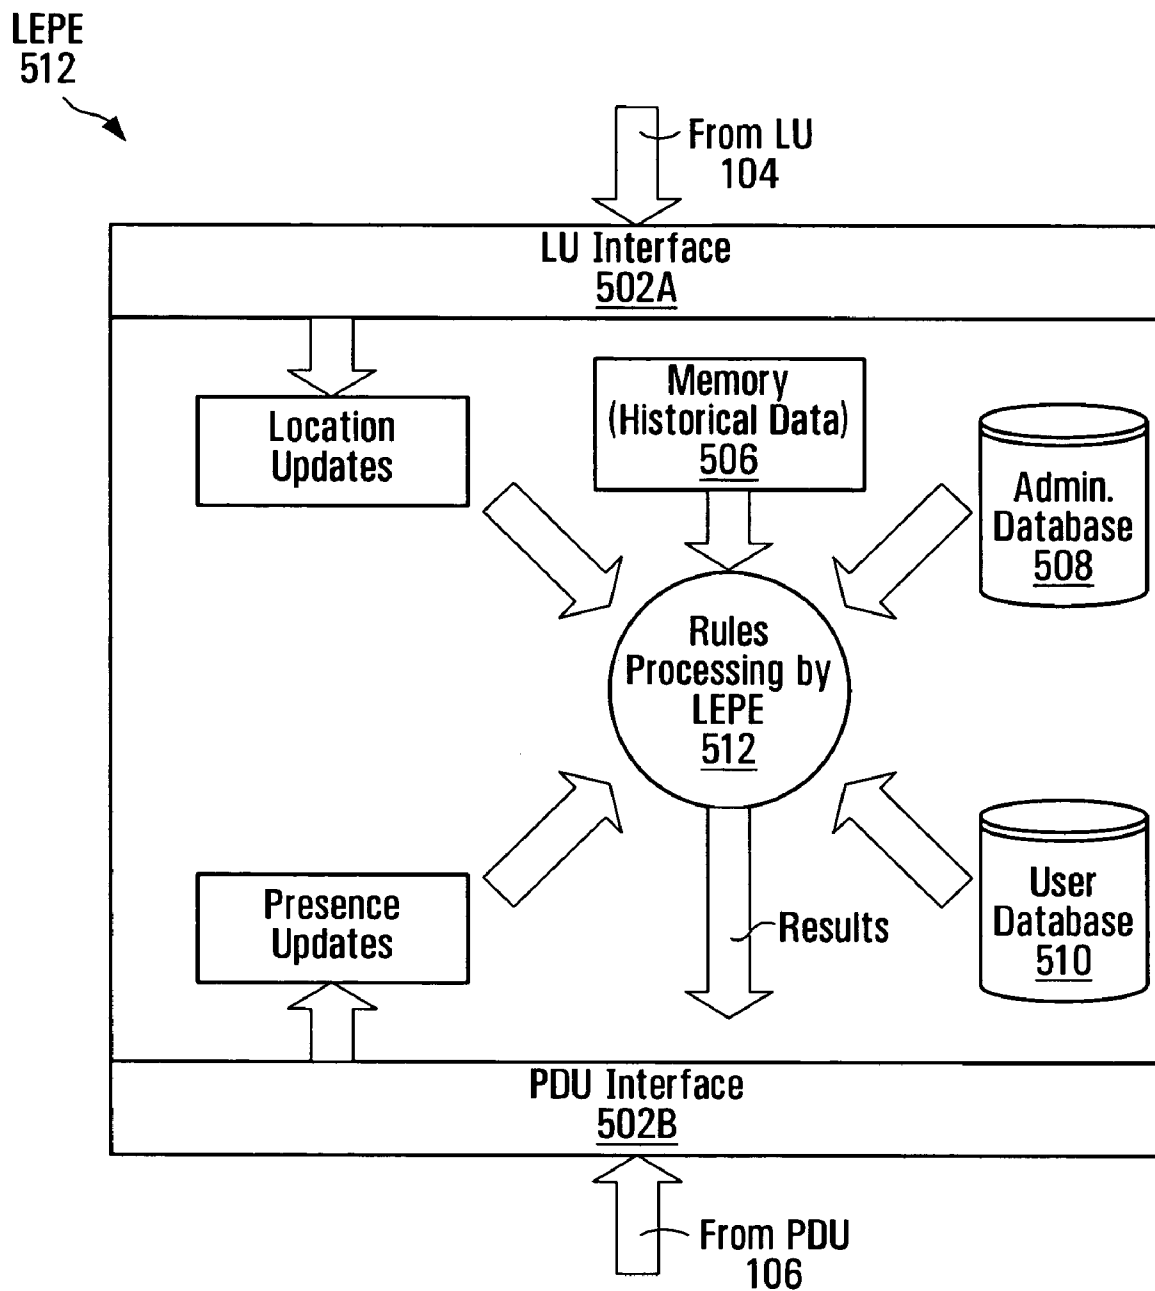 LEPE
512
From LU
104
LU Interface
502A
Location
Updates
Memory
(Historical Data)
506
Admin.
Database
508
Rules
Processing by
LEPE
512
Presence
Updates
Results
User
Database
510
PDU Interface
502B
From PDU
106